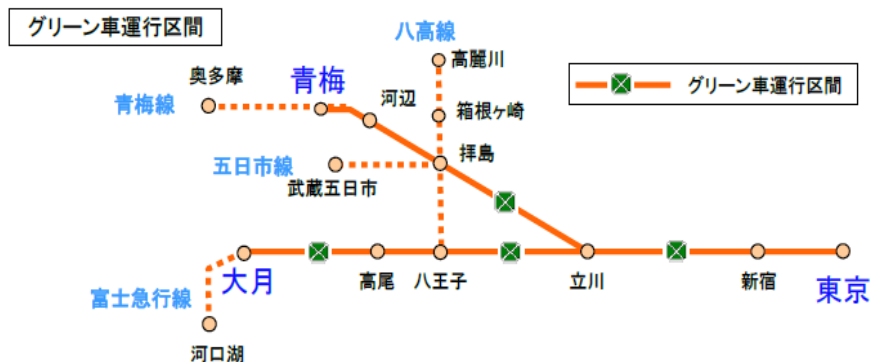 グリーン車運行区間
八高線
高麗川
奥多摩
青梅
青梅線
河辺
箱根ヶ崎
グリーン車運行区間
五日市線
武蔵五日市
拝島
大月
高尾
八王子
立川
新宿
東京
富士急行線
河口湖